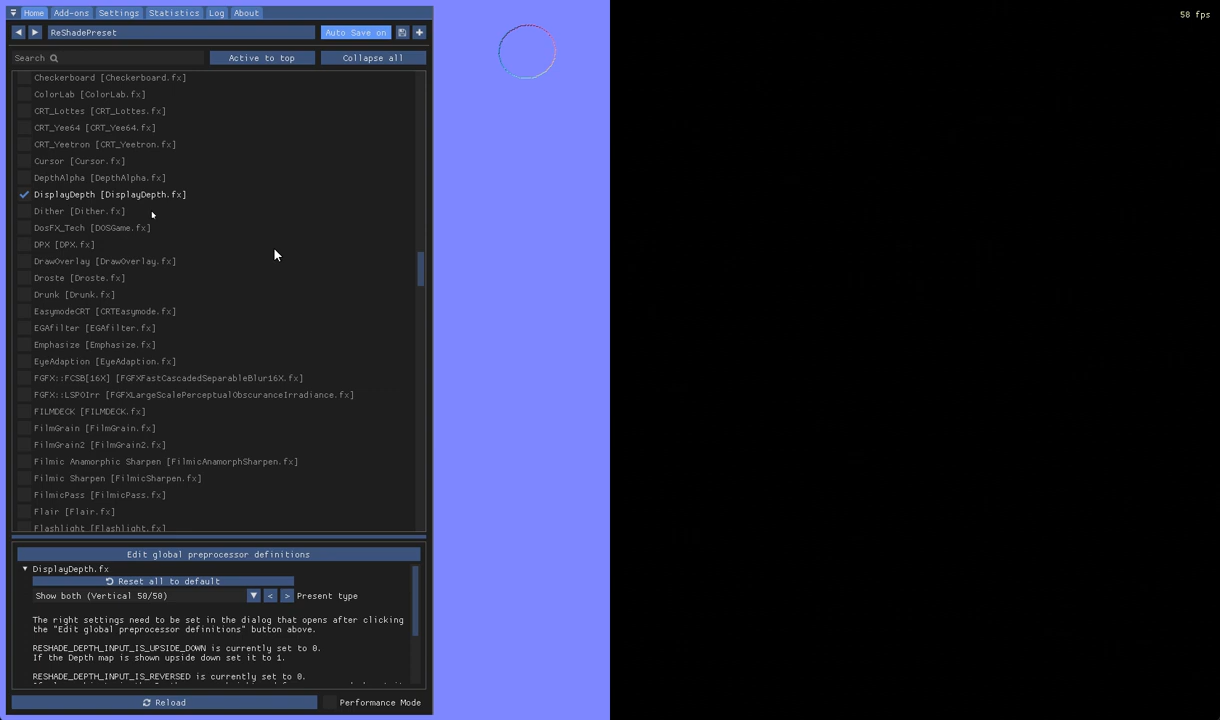 Home Add-ons Settings Statistics Log About
58 fps
ReShadePreset Auto Save on
Search Active to top Collapse all
Checkerboard [Checkerboard.fx]
ColorLab [ColorLab.fx]
CRT_Lottes [CRT_Lottes.fx]
CRT_Yee64 [CRT_Yee64.fx]
CRT_Yeetron [CRT_Yeetron.fx]
Cursor [Cursor.fx]
DepthAlpha [DepthAlpha.fx]
DisplayDepth [DisplayDepth.fx]
Dither [Dither.fx]
DosFX_Tech [DOSGame.fx]
DPX [DPX.fx]
DrawOverlay [DrawOverlay.fx]
Droste [Droste.fx]
Drunk [Drunk.fx]
EasymodeCRT [CRTEasymode.fx]
EGAfilter [EGAfilter.fx]
Emphasize [Emphasize.fx]
EyeAdaption [EyeAdaption.fx]
FGFX::FCSB[16X] [FGFXFastCascadedSeparableBlur16X.fx]
FGFX::LSPOIrr [FGFXLargeScalePerceptualObscuranceIrradiance.fx]
FILMDECK [FILMDECK.fx]
FilmGrain [FilmGrain.fx]
FilmGrain2 [FilmGrain2.fx]
Filmic Anamorphic Sharpen [FilmicAnamorphSharpen.fx]
Filmic Sharpen [FilmicSharpen.fx]
FilmicPass [FilmicPass.fx]
Flair [Flair.fx]
Flashlight [Flashlight.fx]
Edit global preprocessor definitions
DisplayDepth.fx
Reset all to default
Show both (Vertical 50/50) < > Present type
The right settings need to be set in the dialog that opens after clicking
the "Edit global preprocessor definitions" button above.
RESHADE_DEPTH_INPUT_IS_UPSIDE_DOWN is currently set to 0.
If the Depth map is shown upside down set it to 1.
RESHADE_DEPTH_INPUT_IS_REVERSED is currently set to 0.
Reload Performance Mode